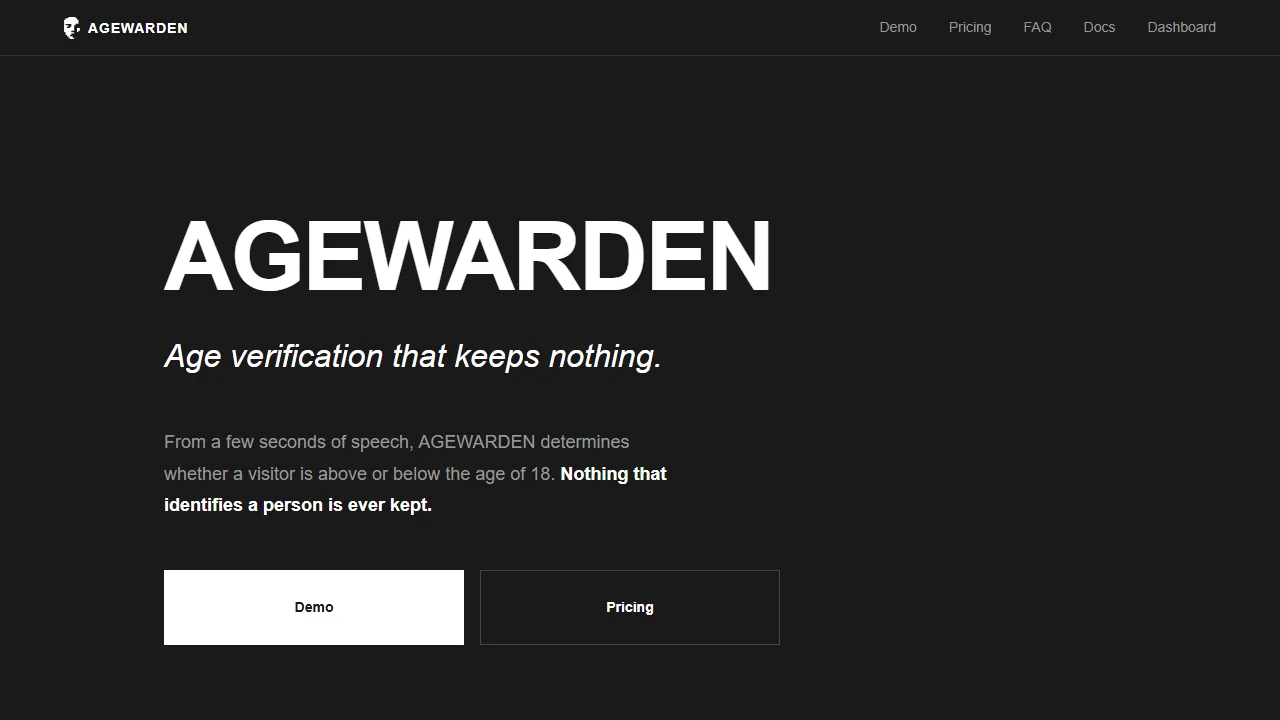 AGEWARDEN
Demo
Pricing
FAQ
Docs
Dashboard
AGEWARDEN
Age verification that keeps nothing.
From a few seconds of speech, AGEWARDEN determines
whether a visitor is above or below the age of 18. Nothing that
identifies a person is ever kept.
Demo
Pricing